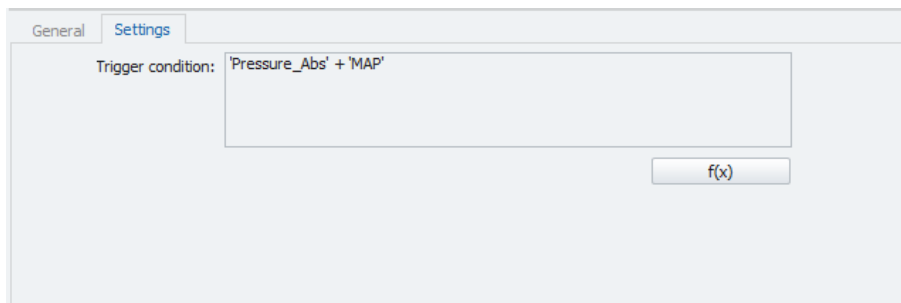 General Settings
Trigger condition: 'Pressure_Abs' + 'MAP'
f(x)